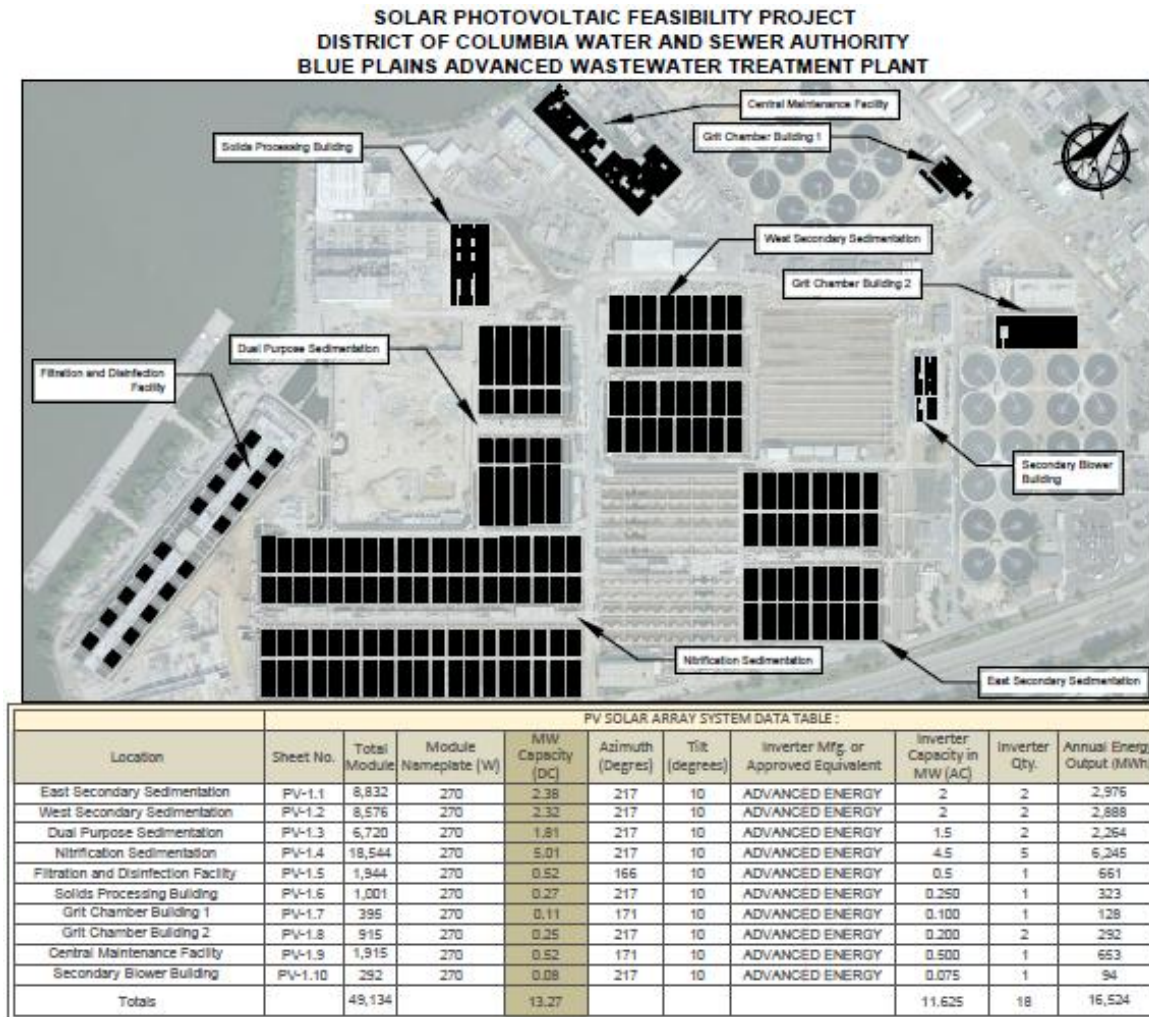 SOLAR PHOTOVOLTAIC FEASIBILITY PROJECT
DISTRICT OF COLUMBIA WATER AND SEWER AUTHORITY
BLUE PLAINS ADVANCED WASTEWATER TREATMENT PLANT
Central Maintenance Facility
Grit Chamber Building 1
Solids Processing Building
West Secondary Sedimentation
Grit Chamber Building 2
Dual Purpose Sedimentation
Filtration and Disinfection
Facility
Secondary Blower
Building
Nitrification Sedimentation
East Secondary Sedimentation
PV SOLAR ARRAY SYSTEM DATA TABLE :
Location Sheet No. Total Module Module Nameplate (W) MW Capacity (DC) Azimuth (Degres) Tilt (degrees) Inverter Mfg. or Approved Equivalent Inverter Capacity in MW (AC) Inverter Qty. Annual Energy Output (MWh
East Secondary Sedimentation PV-1.1 8,832 270 2.38 217 10 ADVANCED ENERGY 2 2 2,976
West Secondary Sedimentation PV-1.2 8,576 270 2.32 217 10 ADVANCED ENERGY 2 2 2,888
Dual Purpose Sedimentation PV-1.3 6,720 270 1.81 217 10 ADVANCED ENERGY 1.5 2 2,264
Nitrification Sedimentation PV-1.4 18,544 270 5.01 217 10 ADVANCED ENERGY 4.5 5 6,245
Filtration and Disinfection Facility PV-1.5 1,944 270 0.52 166 10 ADVANCED ENERGY 0.5 1 661
Solids Processing Building PV-1.6 1,001 270 0.27 217 10 ADVANCED ENERGY 0.250 1 323
Grit Chamber Building 1 PV-1.7 395 270 0.11 171 10 ADVANCED ENERGY 0.100 1 128
Grit Chamber Building 2 PV-1.8 915 270 0.25 217 10 ADVANCED ENERGY 0.200 2 292
Central Maintenance Facility PV-1.9 1,915 270 0.52 171 10 ADVANCED ENERGY 0.500 1 653
Secondary Blower Building PV-1.10 292 270 0.08 217 10 ADVANCED ENERGY 0.075 1 94
Totals 49,134 13.27 11.625 18 16,524